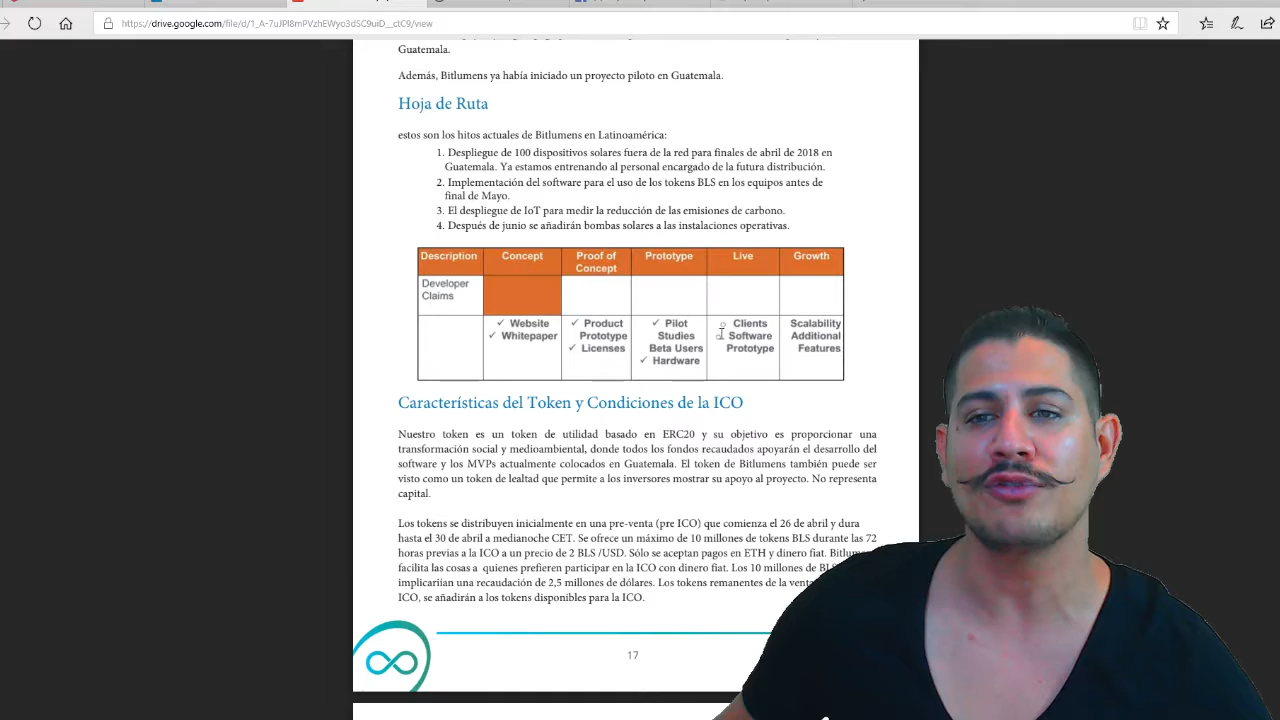 https://drive.google.com/file/d/1_A-7uJPl8mPVzhEWyo3dSC9uiD__ctC9/view
Guatemala.
Además, Bitlumens ya había iniciado un proyecto piloto en Guatemala.
Hoja de Ruta
estos son los hitos actuales de Bitlumens en Latinoamérica:
1. Despliegue de 100 dispositivos solares fuera de la red para finales de abril de 2018 en
Guatemala. Ya estamos entrenando al personal encargado de la futura distribución.
2. Implementación del software para el uso de los tokens BLS en los equipos antes de
final de Mayo.
3. El despliegue de IoT para medir la reducción de las emisiones de carbono.
4. Después de junio se añadirán bombas solares a las instalaciones operativas.
Description Concept Proof of Concept Prototype Live Growth
Developer Claims
✓ Website ✓ Product ✓ Pilot ○ Clients Scalability
✓ Whitepaper Prototype Studies ○ Software Additional
✓ Licenses Beta Users Prototype Features
✓ Hardware
Características del Token y Condiciones de la ICO
Nuestro token es un token de utilidad basado en ERC20 y su objetivo es proporcionar una
transformación social y medioambiental, donde todos los fondos recaudados apoyarán el desarrollo del
software y los MVPs actualmente colocados en Guatemala. El token de Bitlumens también puede ser
visto como un token de lealtad que permite a los inversores mostrar su apoyo al proyecto. No representa
capital.
Los tokens se distribuyen inicialmente en una pre-venta (pre ICO) que comienza el 26 de abril y dura
hasta el 30 de abril a medianoche CET. Se ofrece un máximo de 10 millones de tokens BLS durante las 72
horas previas a la ICO a un precio de 2 BLS /USD. Sólo se aceptan pagos en ETH y dinero fiat.
facilita las cosas a quienes prefieren participar en la ICO con dinero fiat. Los 10 millones de
implicariían una recaudación de 2,5 millones de dólares. Los tokens remanentes de la
ICO, se añadirán a los tokens disponibles para la ICO.
17